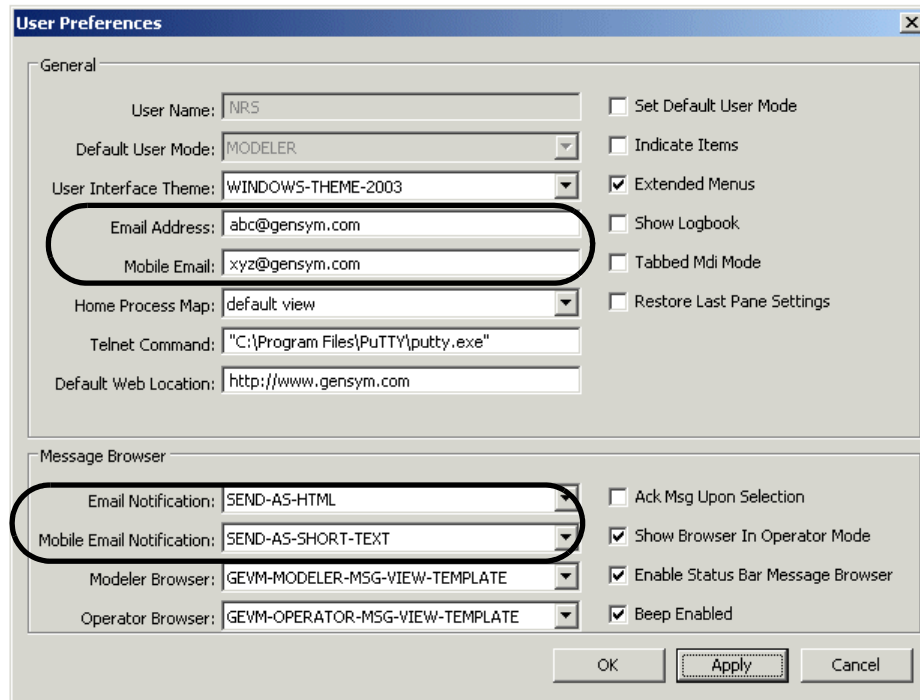 User Preferences
General
User Name: NRS
Default User Mode: MODELER
User Interface Theme: WINDOWS-THEME-2003
Email Address: abc@gensym.com
Mobile Email: xyz@gensym.com
Home Process Map: default view
Telnet Command: "C:\Program Files\PuTTY\putty.exe"
Default Web Location: http://www.gensym.com
Set Default User Mode
Indicate Items
Extended Menus
Show Logbook
Tabbed Mdi Mode
Restore Last Pane Settings
Message Browser
Email Notification: SEND-AS-HTML
Mobile Email Notification: SEND-AS-SHORT-TEXT
Modeler Browser: GEVM-MODELER-MSG-VIEW-TEMPLATE
Operator Browser: GEVM-OPERATOR-MSG-VIEW-TEMPLATE
Ack Msg Upon Selection
Show Browser In Operator Mode
Enable Status Bar Message Browser
Beep Enabled
OK Apply Cancel